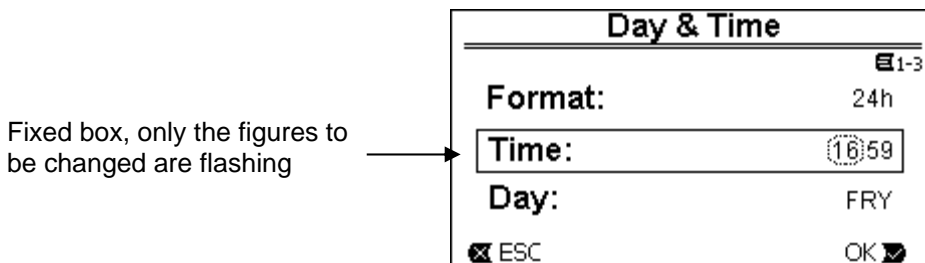 Day & Time
1-3
Format: 24h
Fixed box, only the figures to
be changed are flashing
Time: 16:59
Day: FRY
ESC OK